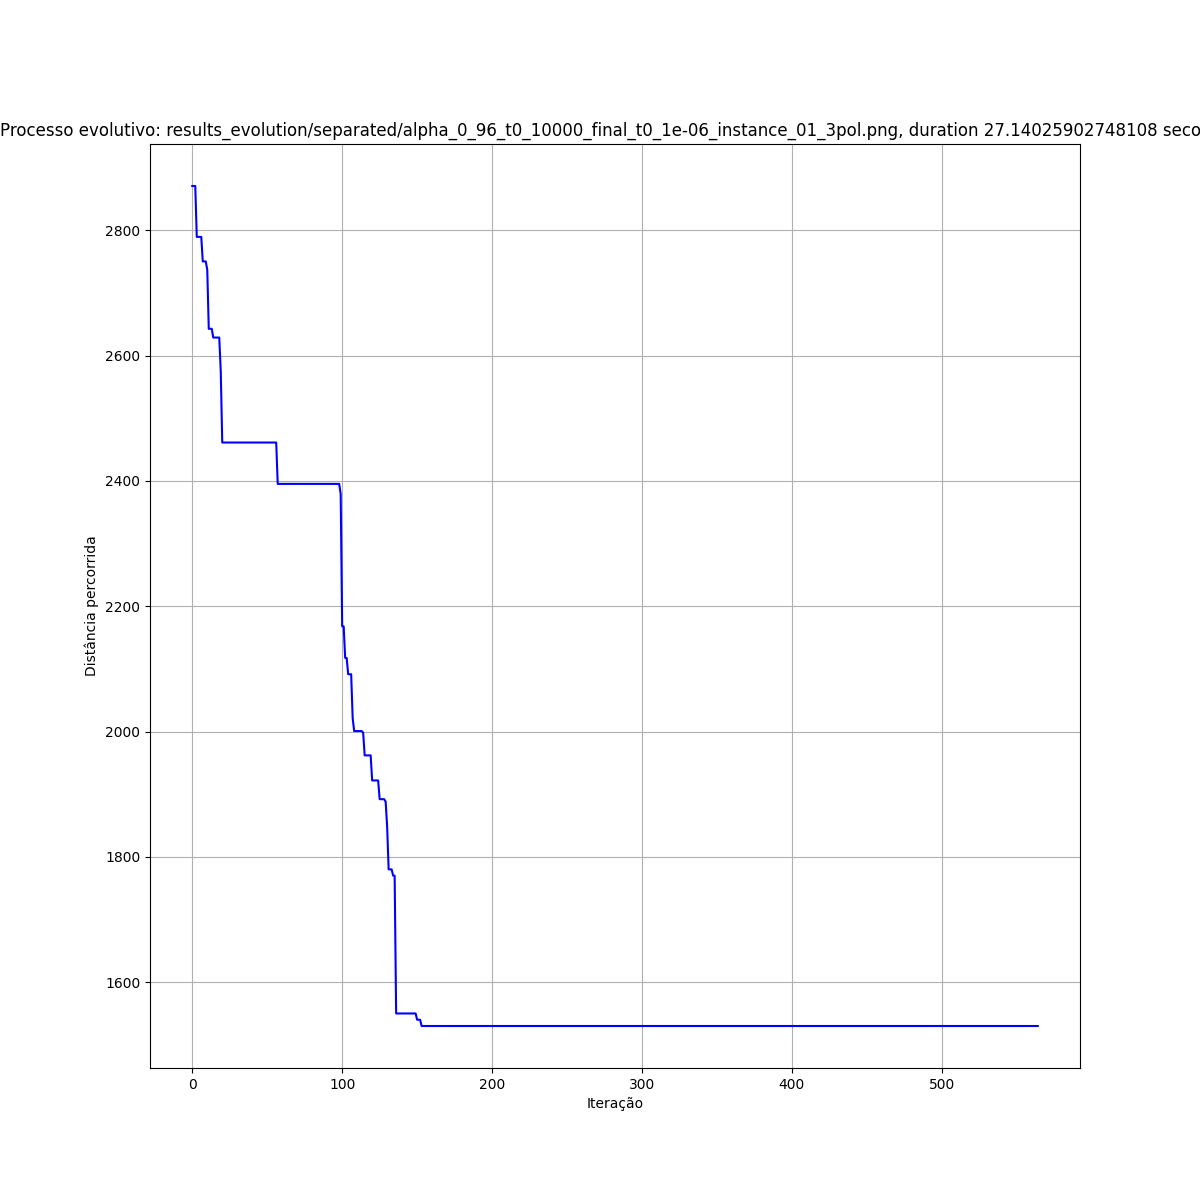 Processo evolutivo: results_evolution/separated/alpha_0_96_t0_10000_final_t0_1e-06_instance_01_3pol.png, duration 27.14025902748108 seco
2800
2600
2400
2200
2000
1800
1600
Distância percorrida
0 100 200 300 400 500
Iteração